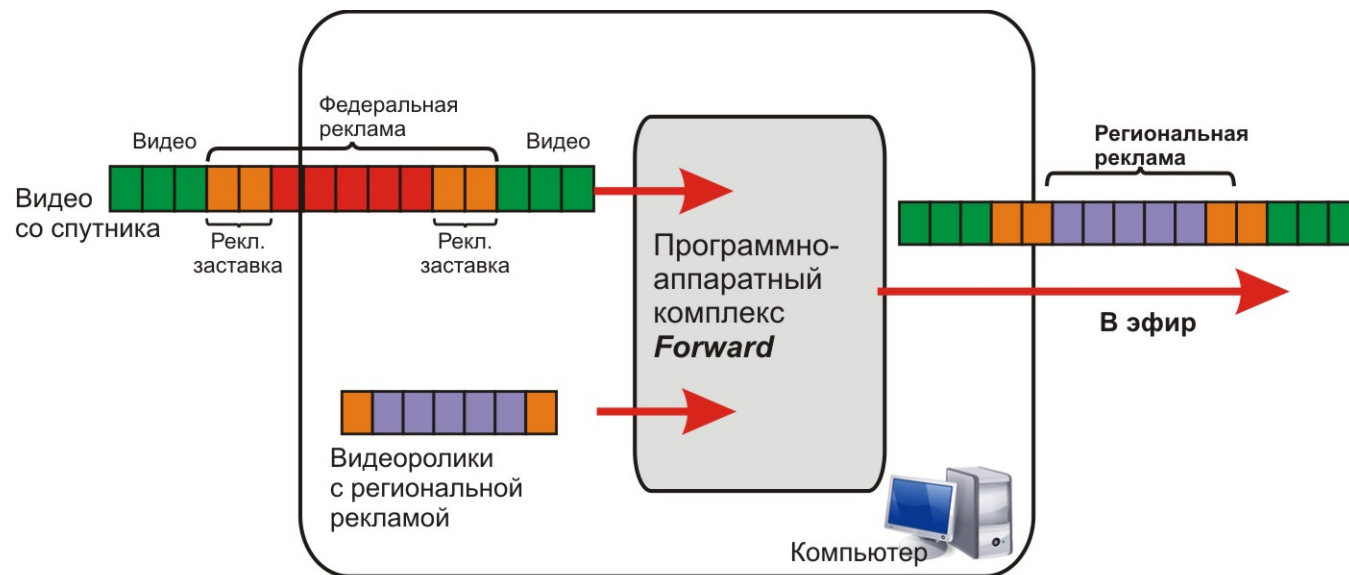 Федеральная
реклама
Видео
Видео
Видео
со спутника
Рекл.
заставка
Рекл.
заставка
Программно-
аппаратный
комплекс
Forward
Региональная
реклама
В эфир
Видеоролики
с региональной
рекламой
Компьютер